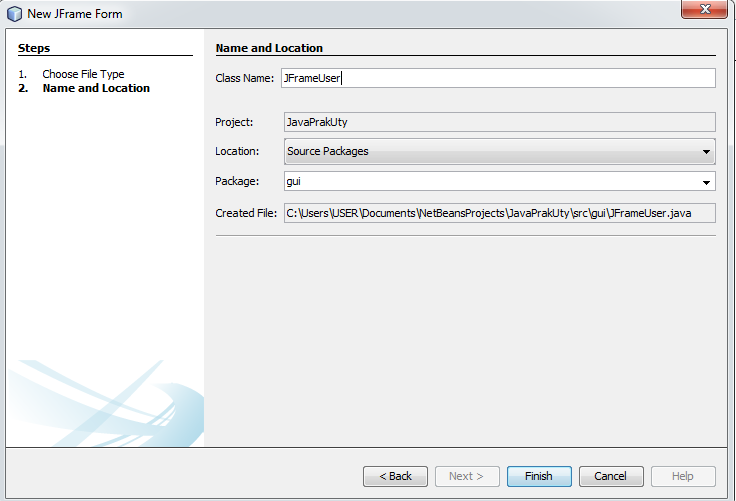 New JFrame Form
Steps
1. Choose File Type
2. Name and Location
Name and Location
Class Name: JFrameUser
Project: JavaPrakUty
Location: Source Packages
Package: gui
Created File: C:\Users\USER\Documents\NetBeansProjects\JavaPrakUty\src\gui\JFrameUser.java
< Back Next > Finish Cancel Help